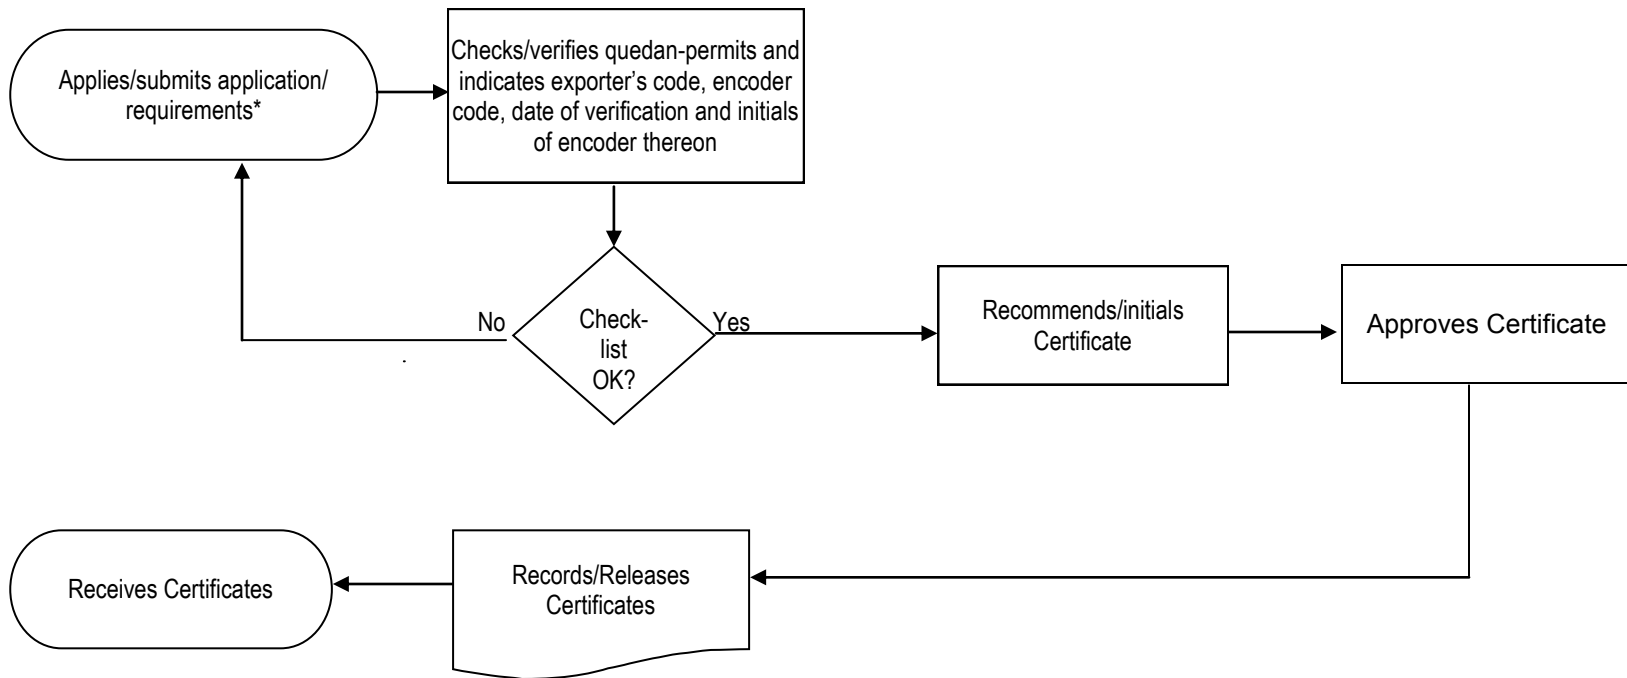 Applies/submits application/
requirements*
Checks/verifies quedan-permits and
indicates exporter’s code, encoder
code, date of verification and initials
of encoder thereon
No
Check-
list
OK?
Yes
Recommends/initials
Certificate
Approves Certificate
Receives Certificates
Records/Releases
Certificates